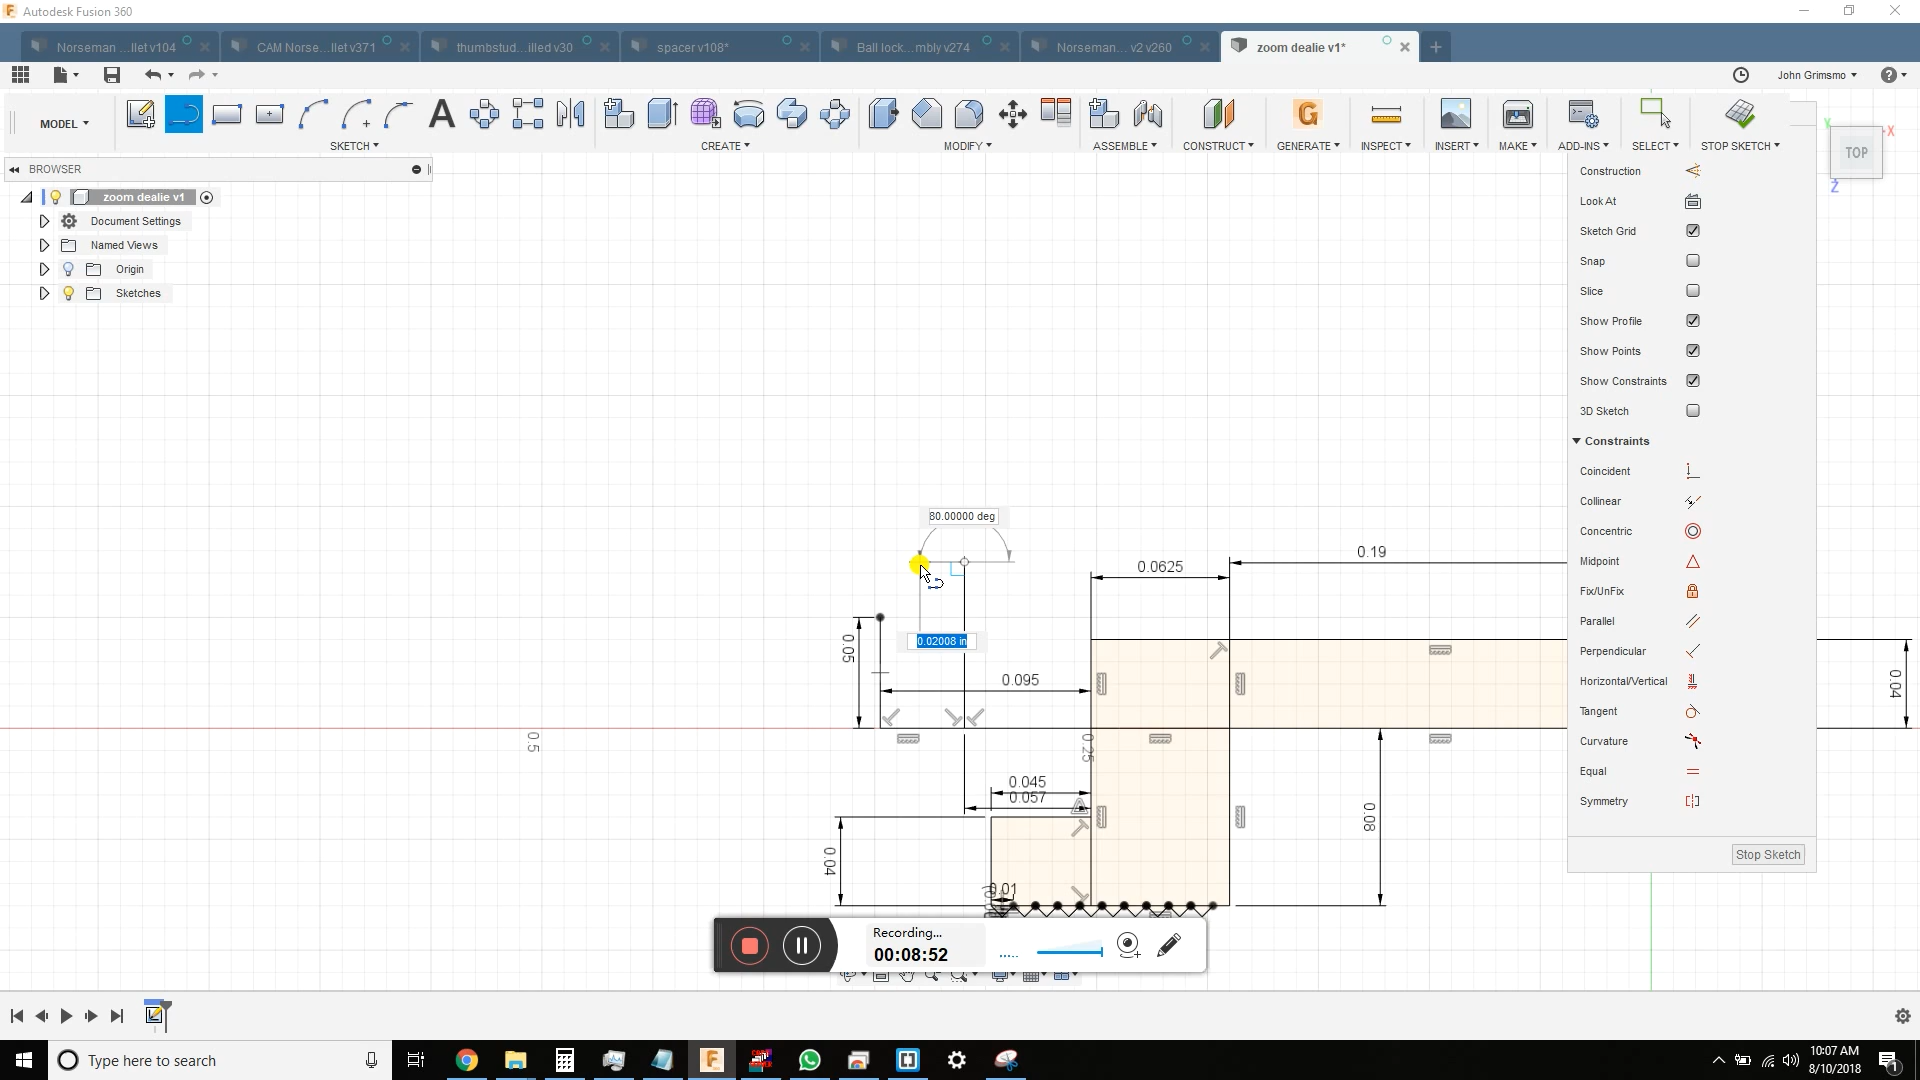 Autodesk Fusion 360
Norseman ...llet v104
CAM Norse...llet v371
thumbstud...illed v30
spacer v108*
Ball lock...mbly v274
Norseman... v2 v260
zoom dealie v1*
John Grimsmo
MODEL
SKETCH
CREATE
MODIFY
ASSEMBLE
CONSTRUCT
GENERATE
INSPECT
INSERT
MAKE
ADD-INS
SELECT
STOP SKETCH
TOP
X
Y
Z
BROWSER
zoom dealie v1
Document Settings
Named Views
Origin
Sketches
Construction
Look At
Sketch Grid
Snap
Slice
Show Profile
Show Points
Show Constraints
3D Sketch
Constraints
Coincident
Collinear
Concentric
Midpoint
Fix/UnFix
Parallel
Perpendicular
Horizontal/Vertical
Tangent
Curvature
Equal
Symmetry
Stop Sketch
80.00000 deg
0.02008 in
0.19
0.0625
0.05
0.095
0.04
0.5
0.25
0.045
0.057
0.08
0.04
0.01
Recording...
00:08:52
Type here to search
10:07 AM
8/10/2018
1